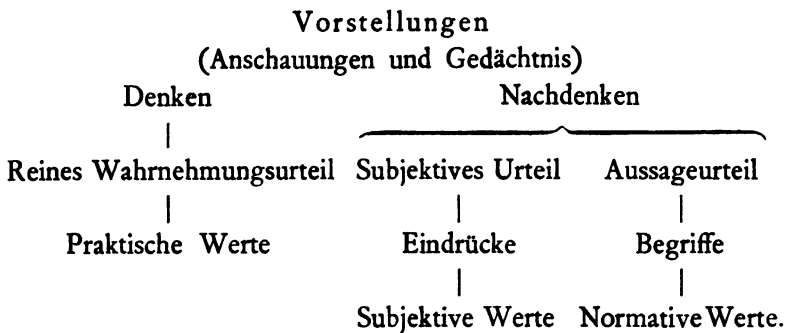 Vorstellungen
(Anschauungen und Gedächtnis)
Denken Nachdenken
Reines Wahrnehmungsurteil Subjektives Urteil Aussageurteil
Praktische Werte Eindrücke Begriffe
Subjektive Werte Normative Werte.